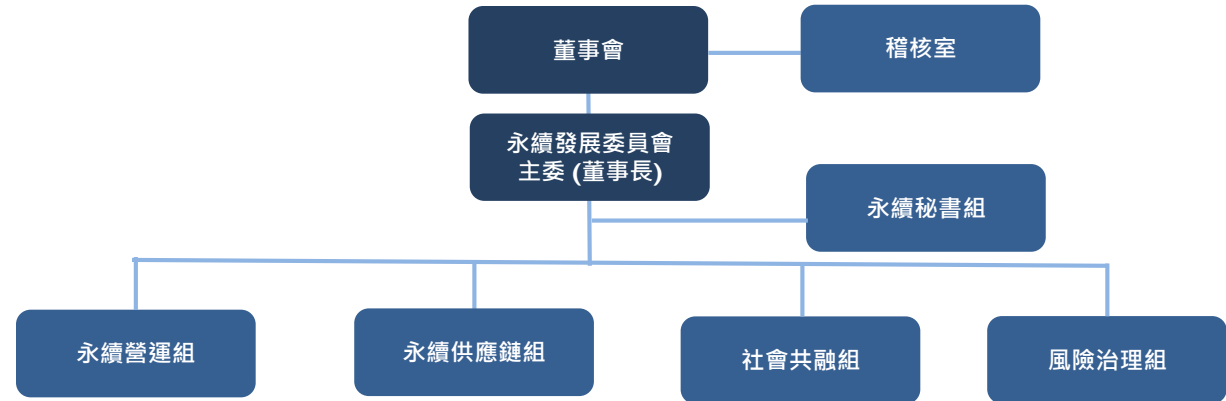 董事會
稽核室
永續發展委員會
主委 (董事長)
永續秘書組
永續營運組
永續供應鏈組
社會共融組
風險治理組